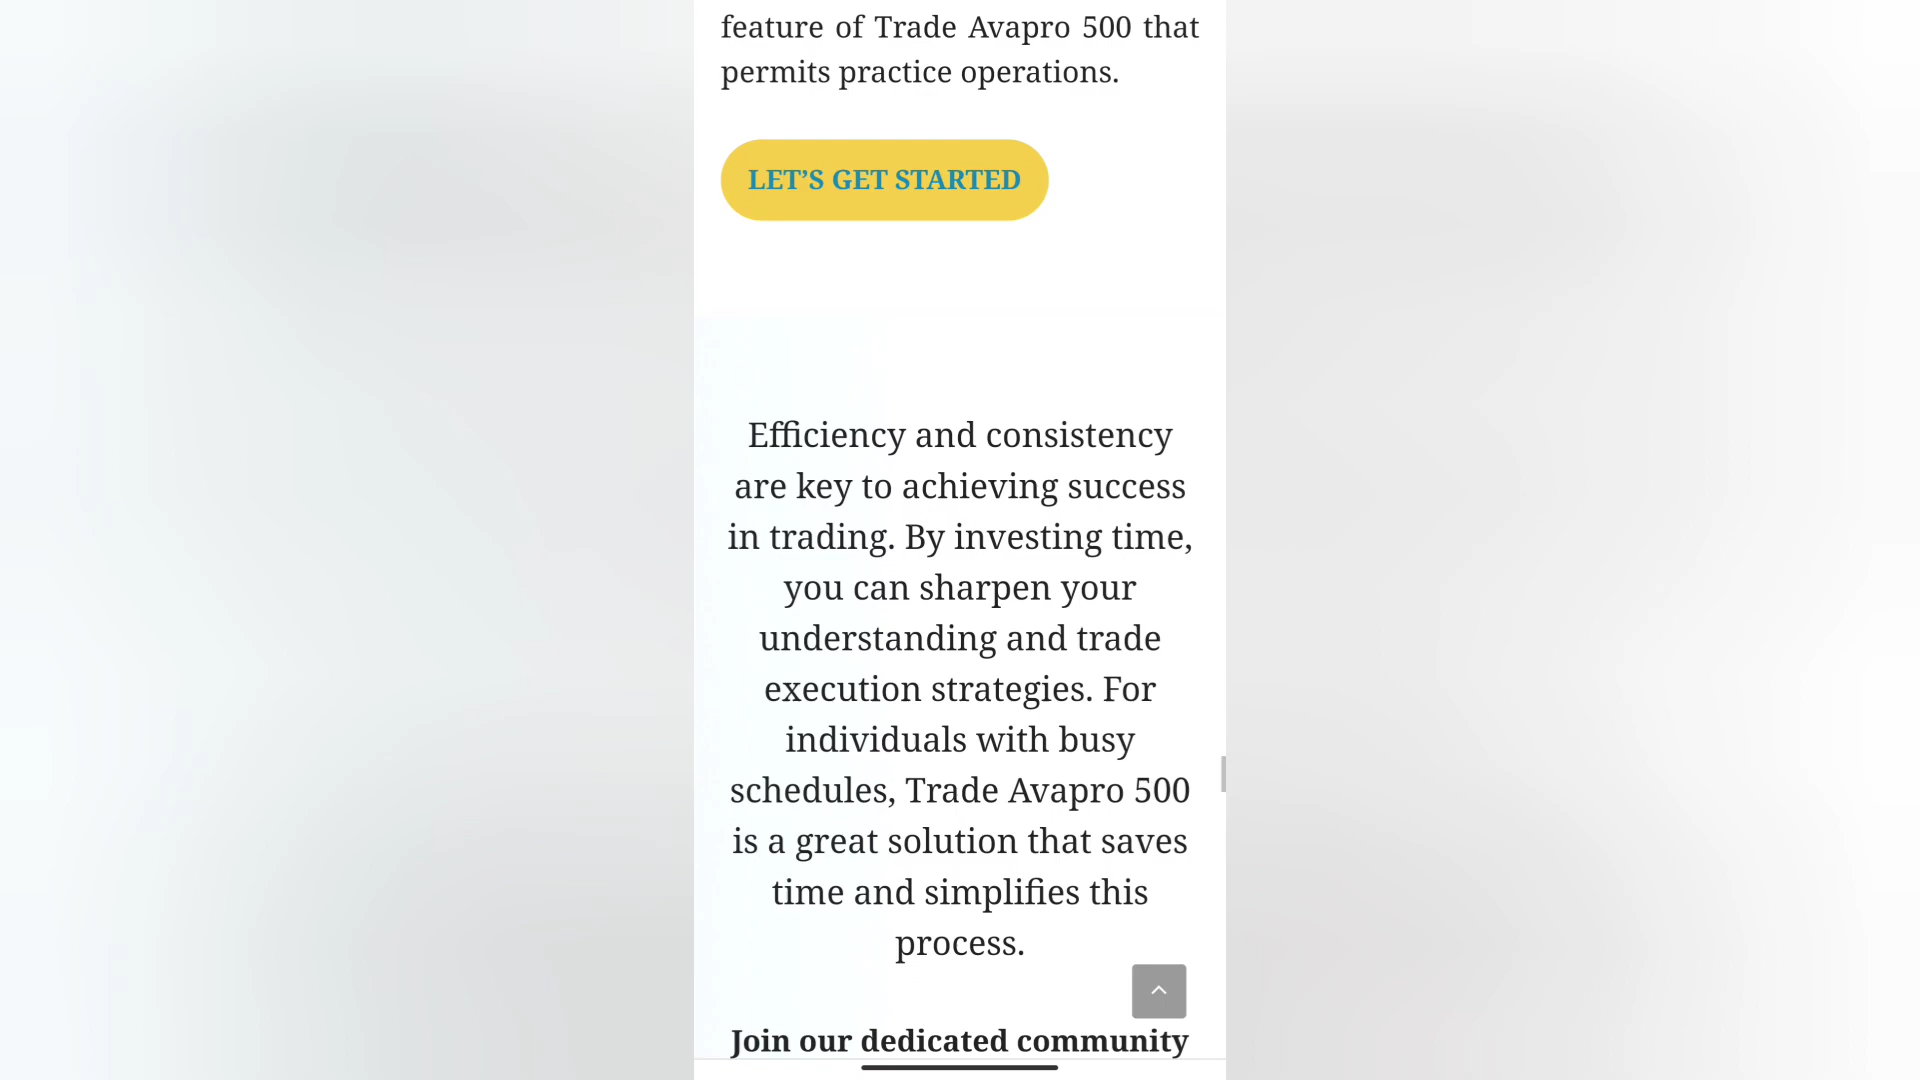 feature of Trade Avapro 500 that
permits practice operations.
LET’S GET STARTED
Efficiency and consistency
are key to achieving success
in trading. By investing time,
you can sharpen your
understanding and trade
execution strategies. For
individuals with busy
schedules, Trade Avapro 500
is a great solution that saves
time and simplifies this
process.
Join our dedicated community